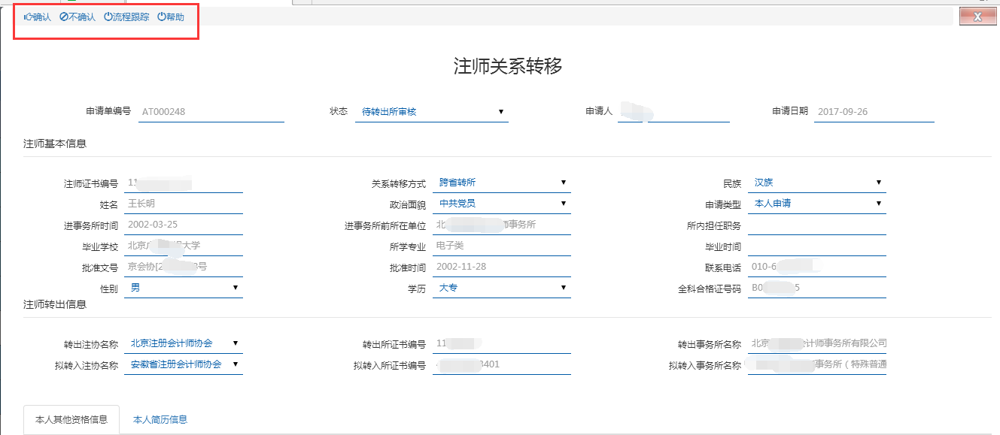 确认 不确认 流程跟踪 帮助
X
注师关系转移
申请单编号 AT000248 状态 待转出所审核 申请人 申请日期 2017-09-26
注师基本信息
注师证书编号 11 关系转移方式 跨省转所 民族 汉族
姓名 王长明 政治面貌 中共党员 申请类型 本人申请
进事务所时间 2002-03-25 进事务所前所在单位 北 师事务所 所内担任职务
毕业学校 北京 大学 所学专业 电子类 毕业时间
批准文号 京会协[2 号 批准时间 2002-11-28 联系电话 010-6
性别 男 学历 大专 全科合格证号码 B0 5
注师转出信息
转出注协名称 北京注册会计师协会 转出所证书编号 11 转出事务所名称 北京 会计师事务所有限公司
拟转入注协名称 安徽省注册会计师协会 拟转入所证书编号 3401 拟转入事务所名称 事务所（特殊普通
本人其他资格信息 本人简历信息